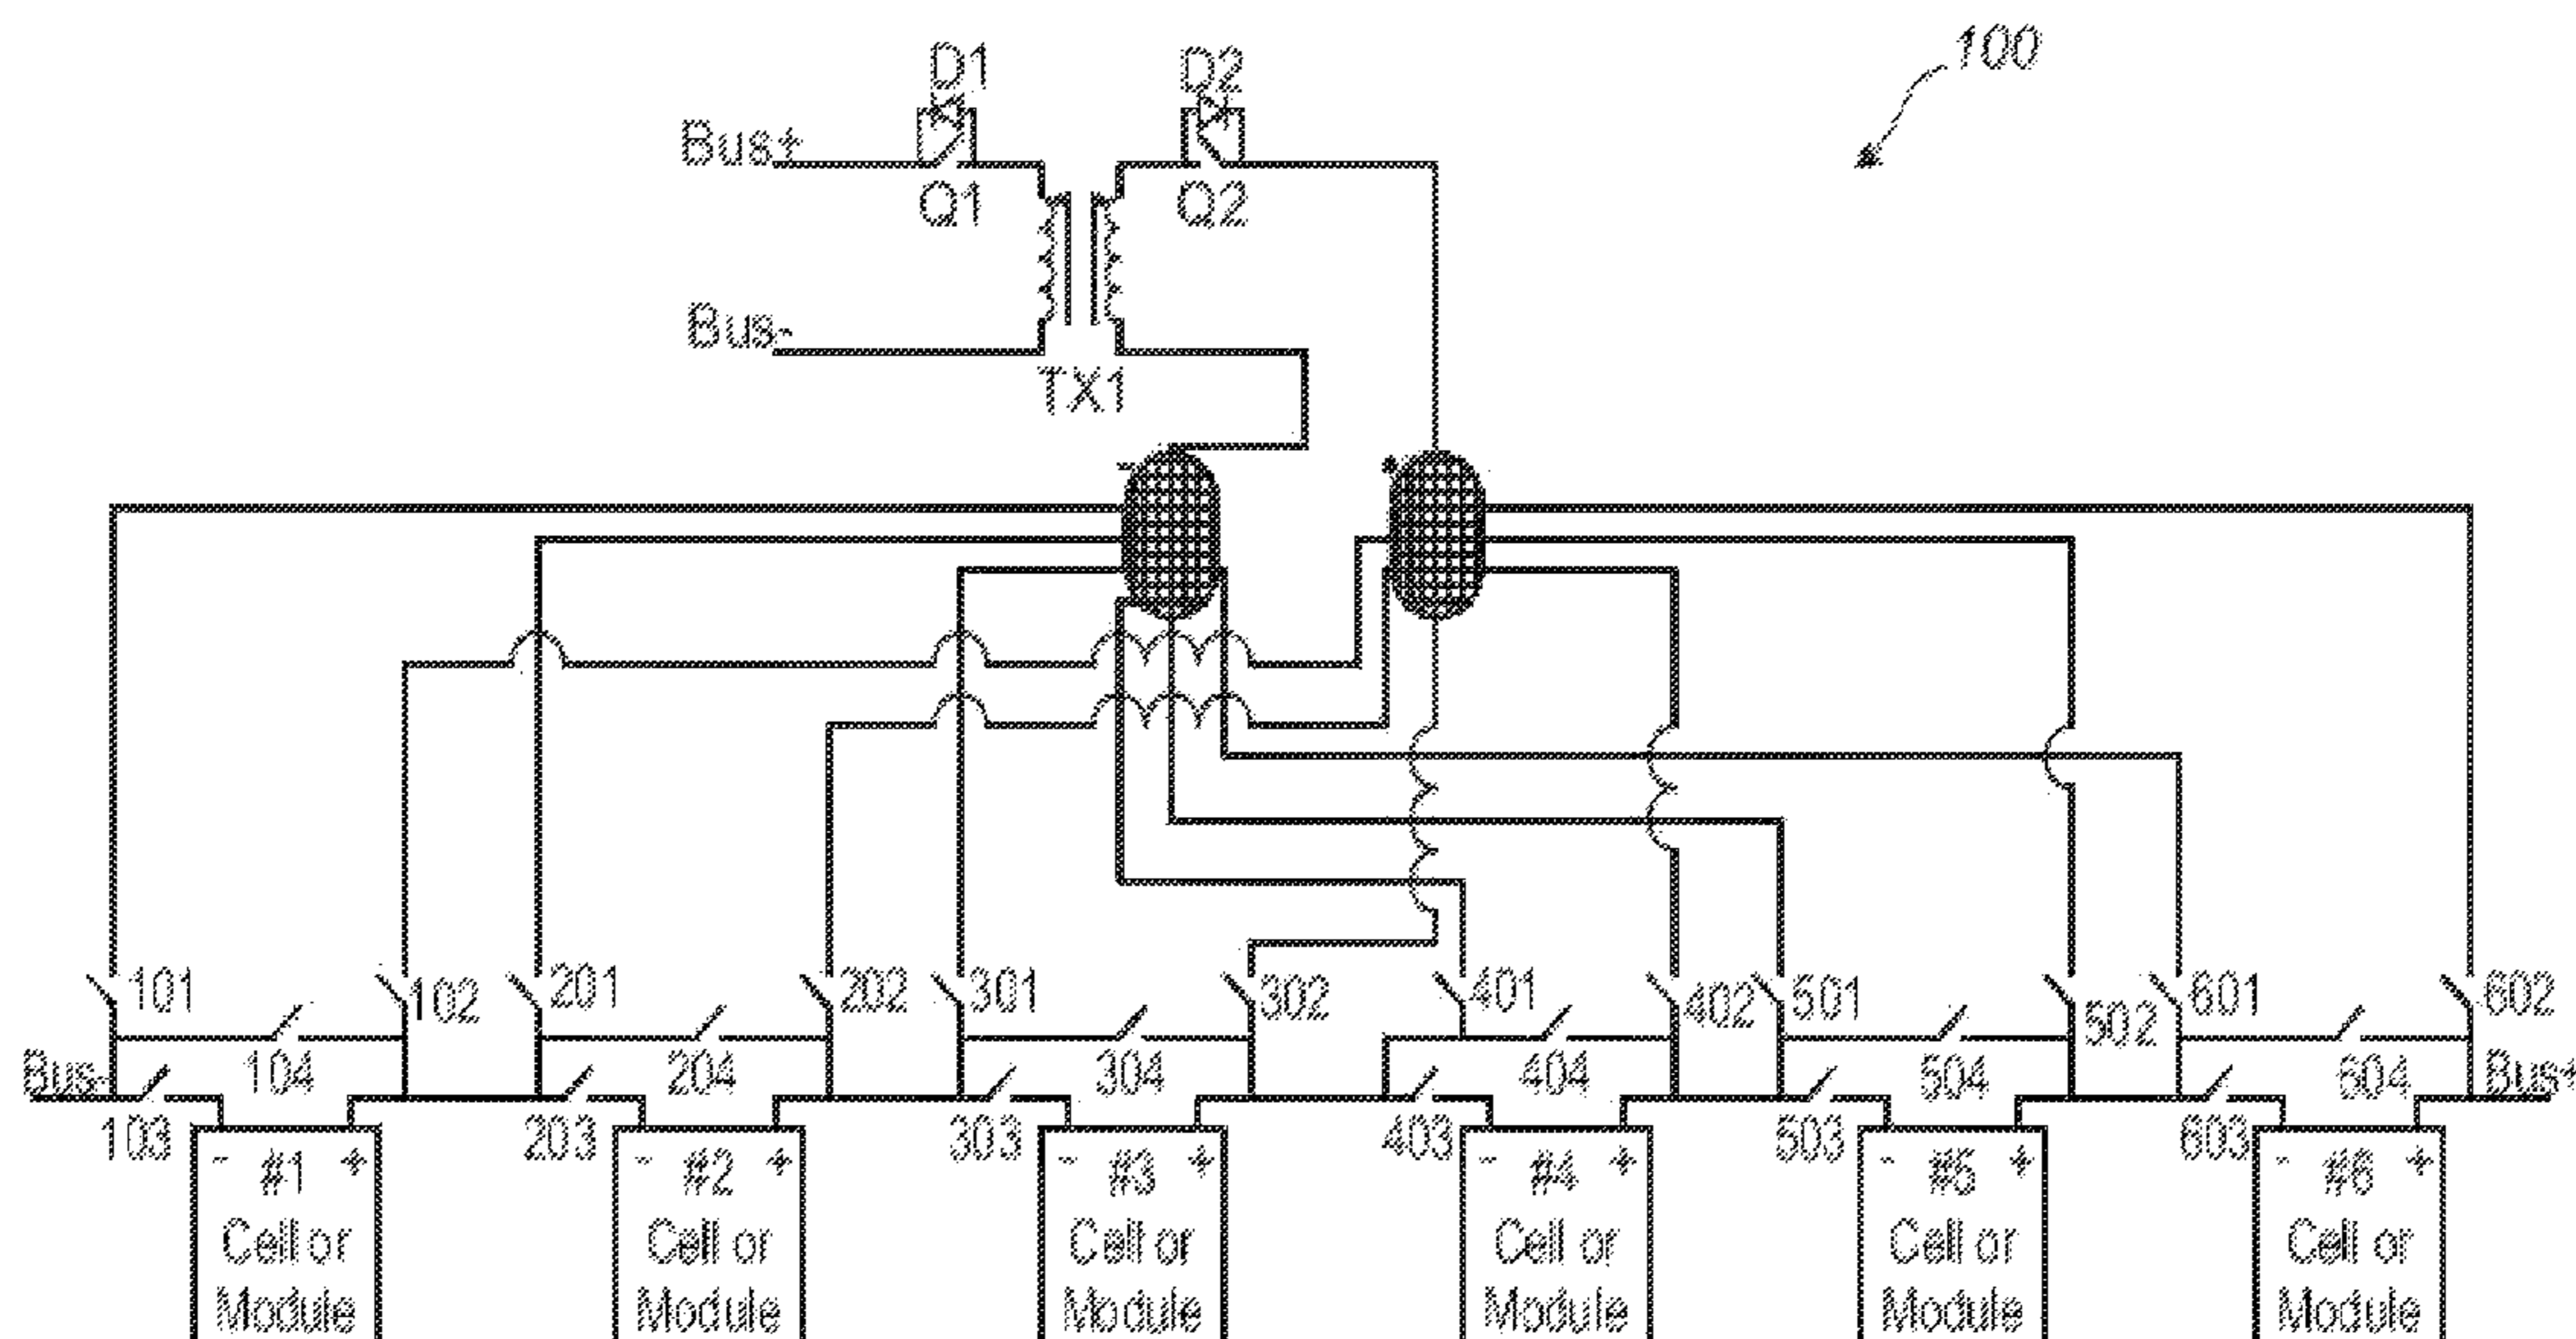 100
D1 D2
Bus+
Q1 Q2
Bus-
TX1
- +
101 102 201 202 301 302 401 402 501 502 601 602
104 204 304 404 504 604
Bus- Bus+
103 203 303 403 503 603
- #1 + - #2 + - #3 + - #4 + - #5 + - #6 +
Cell or Cell or Cell or Cell or Cell or Cell or
Module Module Module Module Module Module